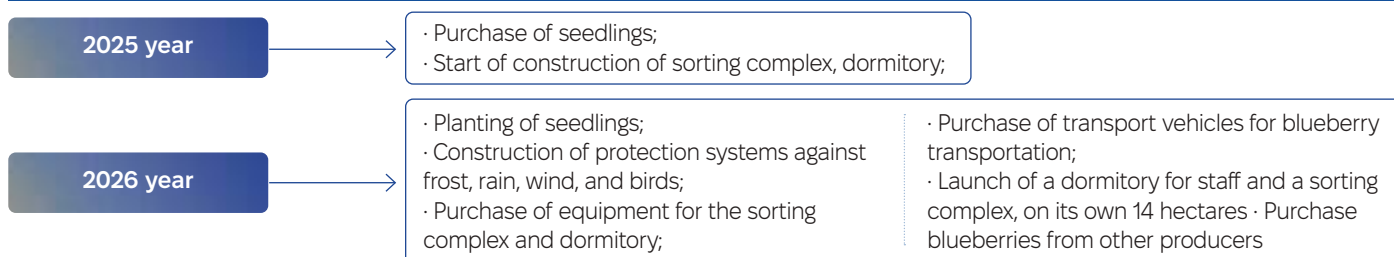 2025 year
· Purchase of seedlings;
· Start of construction of sorting complex, dormitory;
2026 year
· Planting of seedlings;
· Construction of protection systems against
frost, rain, wind, and birds;
· Purchase of equipment for the sorting
complex and dormitory;
· Purchase of transport vehicles for blueberry
transportation;
· Launch of a dormitory for staff and a sorting
complex, on its own 14 hectares · Purchase
blueberries from other producers